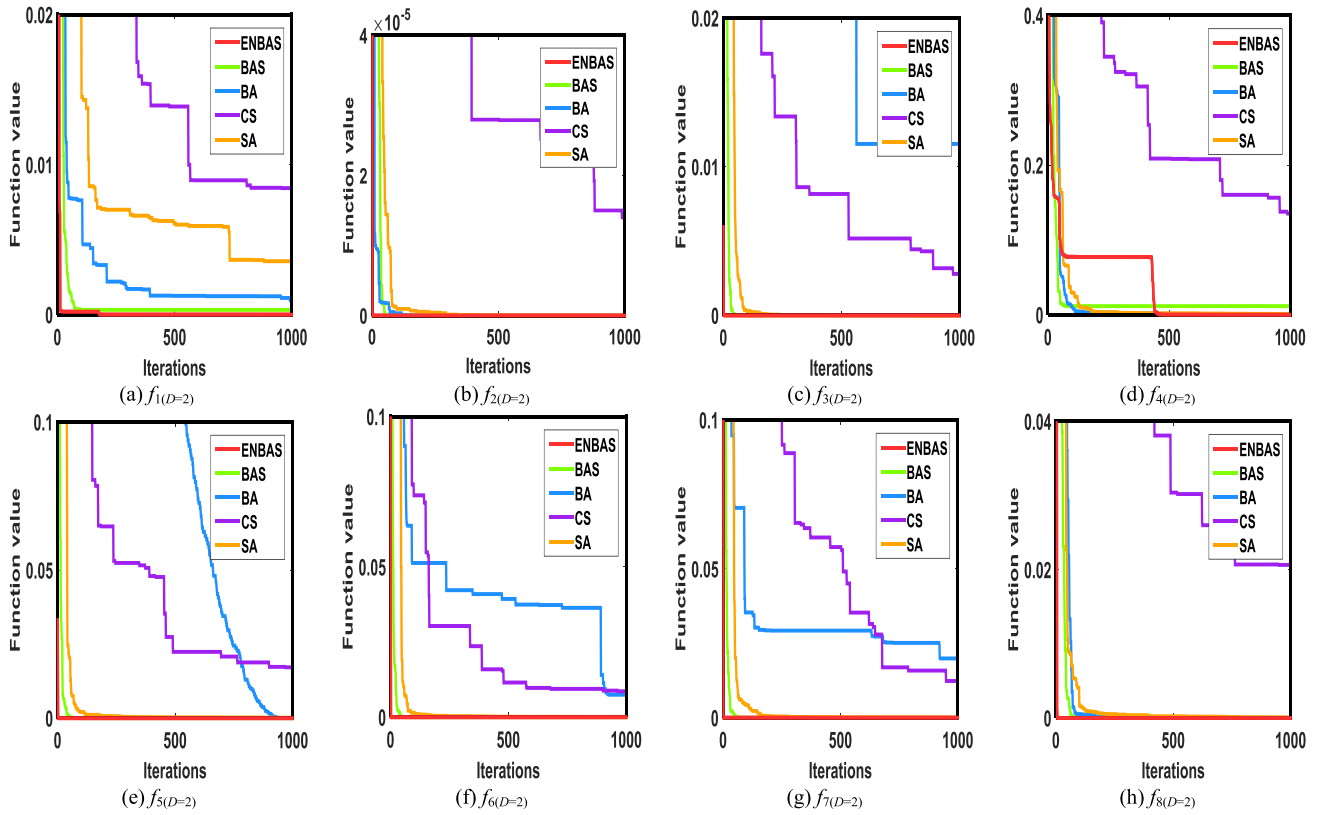 0.02
0.01
0
0
500
1000
Function value
Iterations
ENBAS
BAS
BA
CS
SA
(a) f1(D=2)
×10-5
4
2
0
0
500
1000
Function value
Iterations
ENBAS
BAS
BA
CS
SA
(b) f2(D=2)
0.02
0.01
0
0
500
1000
Function value
Iterations
ENBAS
BAS
BA
CS
SA
(c) f3(D=2)
0.4
0.2
0
0
500
1000
Function value
Iterations
ENBAS
BAS
BA
CS
SA
(d) f4(D=2)
0.1
0.05
0
0
500
1000
Function value
Iterations
ENBAS
BAS
BA
CS
SA
(e) f5(D=2)
0.1
0.05
0
0
500
1000
Function value
Iterations
ENBAS
BAS
BA
CS
SA
(f) f6(D=2)
0.1
0.05
0
0
500
1000
Function value
Iterations
ENBAS
BAS
BA
CS
SA
(g) f7(D=2)
0.04
0.02
0
0
500
1000
Function value
Iterations
ENBAS
BAS
BA
CS
SA
(h) f8(D=2)